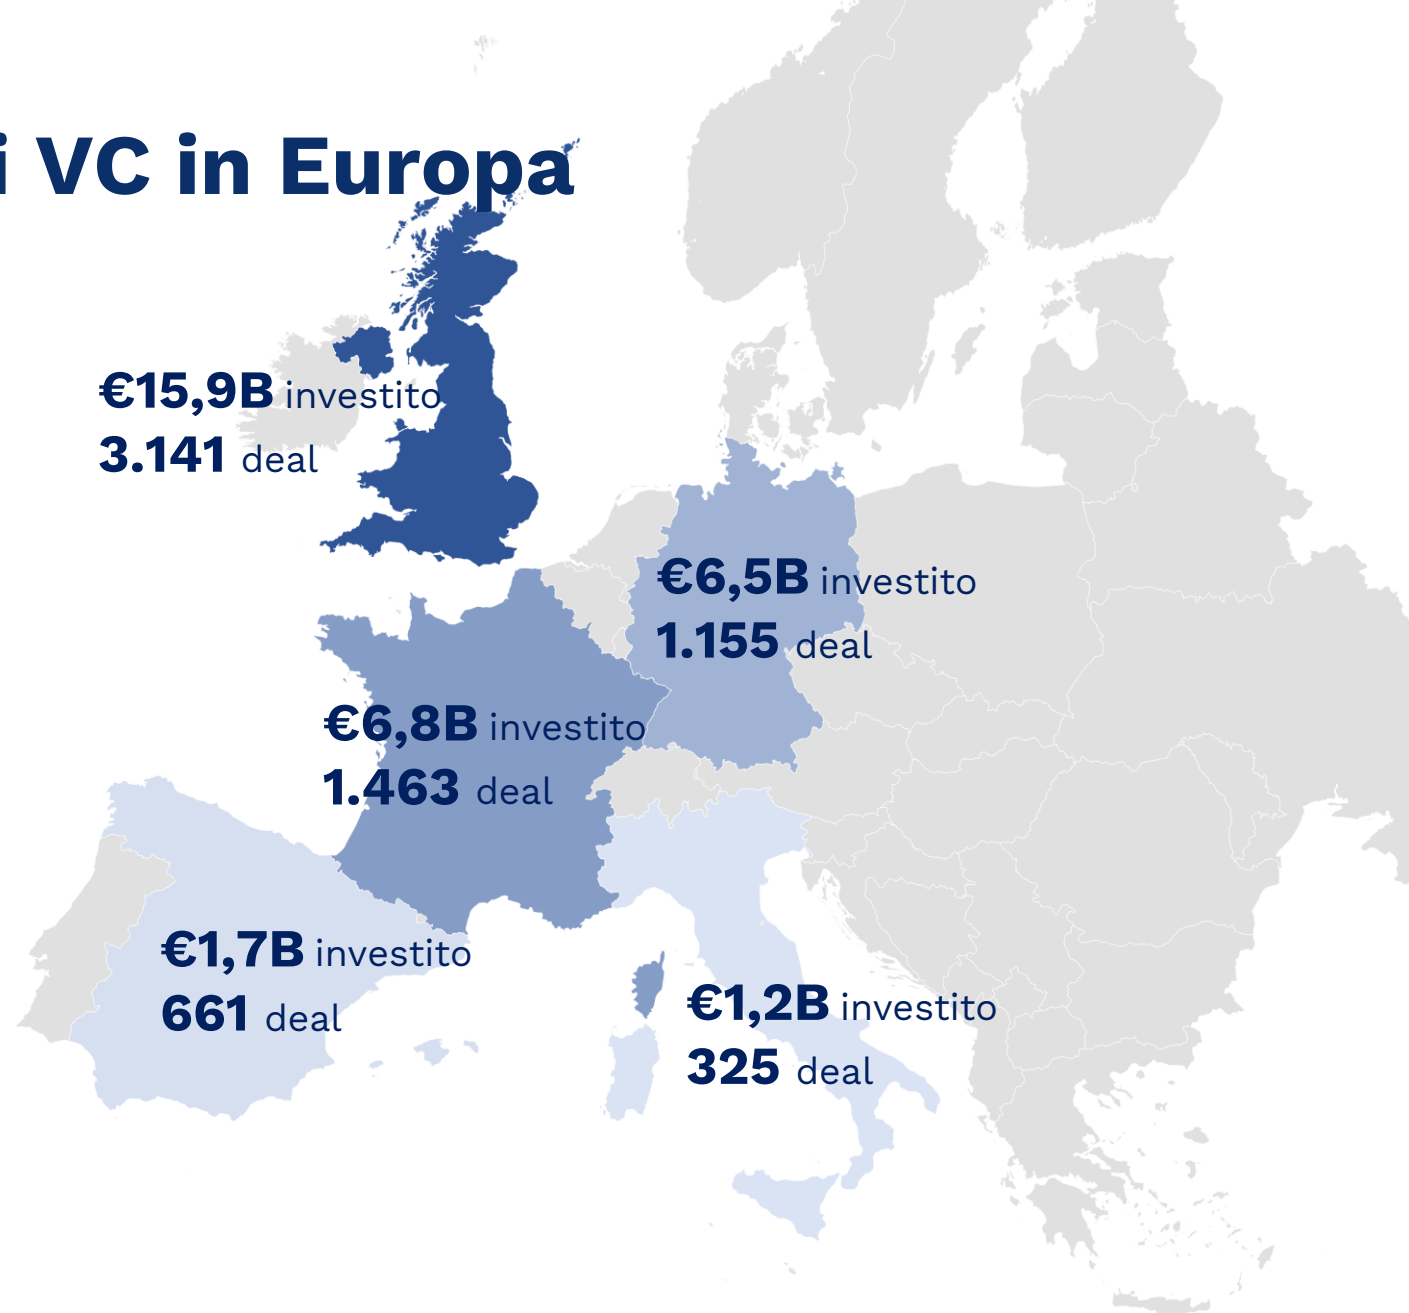 i VC in Europa
€15,9B investito
3.141 deal
€6,5B investito
1.155 deal
€6,8B investito
1.463 deal
€1,7B investito
661 deal
€1,2B investito
325 deal